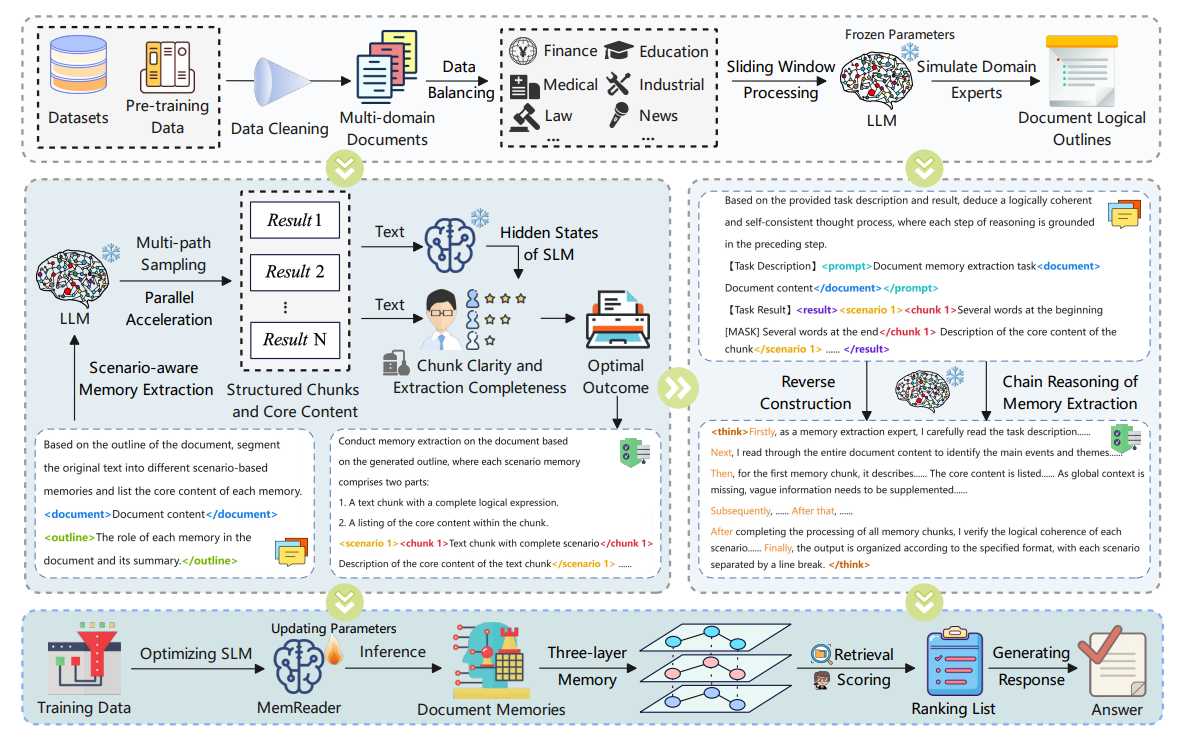 Datasets
Pre-training
Data
Data Cleaning
Multi-domain
Documents
Data
Balancing
Finance
Education
Medical
Industrial
Law
News
...
...
Sliding Window
Processing
Frozen Parameters
LLM
Simulate Domain
Experts
Document Logical
Outlines
LLM
Multi-path
Sampling
Parallel
Acceleration
Scenario-aware
Memory Extraction
Result 1
Result 2
⋮
Result N
Structured Chunks
and Core Content
Text
Text
Hidden States
of SLM
Chunk Clarity and
Extraction Completeness
Optimal
Outcome
Based on the outline of the document, segment
the original text into different scenario-based
memories and list the core content of each memory.
<document>Document content</document>
<outline>The role of each memory in the
document and its summary.</outline>
Conduct memory extraction on the document based
on the generated outline, where each scenario memory
comprises two parts:
1. A text chunk with a complete logical expression.
2. A listing of the core content within the chunk.
<scenario 1><chunk 1>Text chunk with complete scenario</chunk 1>
Description of the core content of the text chunk</scenario 1> ......
Based on the provided task description and result, deduce a logically coherent
and self-consistent thought process, where each step of reasoning is grounded
in the preceding step.
【Task Description】<prompt>Document memory extraction task<document>
Document content</document></prompt>
【Task Result】<result><scenario 1><chunk 1>Several words at the beginning
[MASK] Several words at the end</chunk 1> Description of the core content of the
chunk</scenario 1> ...... </result>
Reverse
Construction
Chain Reasoning of
Memory Extraction
<think>Firstly, as a memory extraction expert, I carefully read the task description......
Next, I read through the entire document content to identify the main events and themes......
Then, for the first memory chunk, it describes...... The core content is listed...... As global context is
missing, vague information needs to be supplemented......
Subsequently, ...... After that, ......
After completing the processing of all memory chunks, I verify the logical coherence of each
scenario...... Finally, the output is organized according to the specified format, with each scenario
separated by a line break. </think>
Training Data
Optimizing SLM
Updating Parameters
MemReader
Inference
Document Memories
Three-layer
Memory
Retrieval
Scoring
Ranking List
Generating
Response
Answer